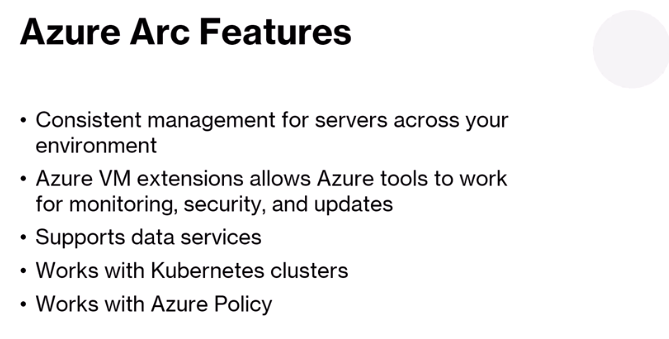 Azure Arc Features
• Consistent management for servers across your
environment
• Azure VM extensions allows Azure tools to work
for monitoring, security, and updates
• Supports data services
• Works with Kubernetes clusters
• Works with Azure Policy